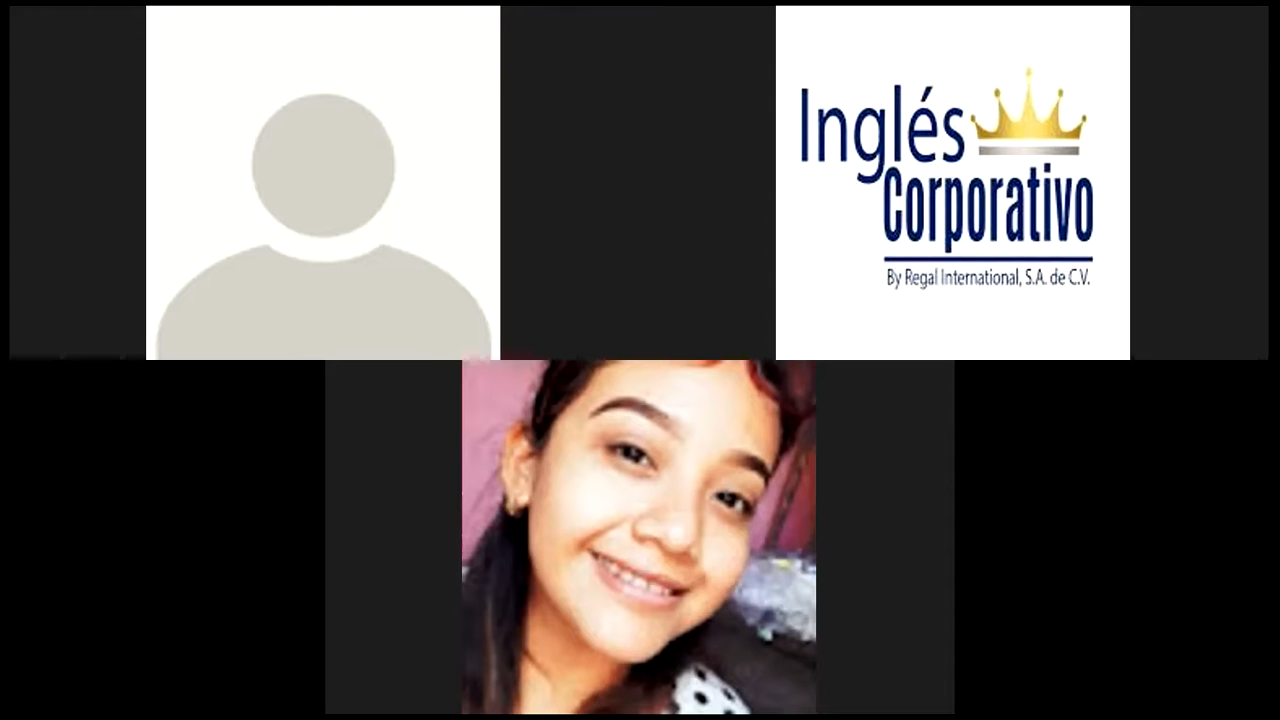 Inglés
Corporativo
By Regal International, S.A. de C.V.